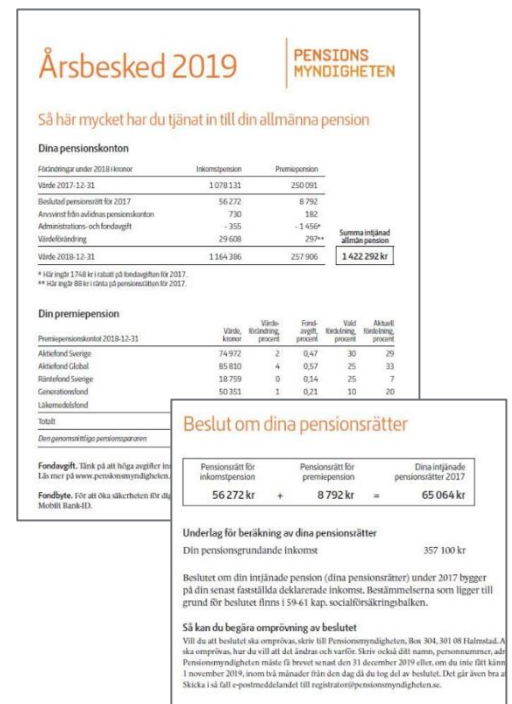 Årsbesked 2019
PENSIONS
MYNDIGHETEN
Så här mycket har du tjänat in till din allmänna pension
Dina pensionskonton
Förändringar under 2018 i kronor Inkomstpension Premiepension
Värde 2017-12-31 1 078 131 250 091
Beslutad pensionsrätt för 2017 56 272 8 792
Arvsvinst från avlidnas pensionskonton 730 182
Administrations- och fondavgift - 355 - 1 456*
Värdeförändring 29 608 297**
Summa intjänad
allmän pension
Värde 2018-12-31 1 164 386 257 906 1 422 292 kr
* Här ingår 1748 kr i rabatt på fondavgiften för 2017.
** Här ingår 88 kr i ränta på pensionsrätten för 2017.
Din premiepension
Premiepensionskontot 2018-12-31 Värde, kronor Värde-förändring, procent Fond-avgift, procent Vald fördelning, procent Aktuell fördelning, procent
Aktiefond Sverige 74 972 2 0,47 30 29
Aktiefond Global 85 810 4 0,57 25 33
Räntefond Sverige 18 759 0 0,14 25 7
Generationsfond 50 351 1 0,21 10 20
Läkemedelsfond
Totalt
Den genomsnittliga pensionsspararen
Fondavgift. Tänk på att höga avgifter
Läs mer på www.pensionsmyndigheten.
Fondbyte. För att öka säkerheten för
Mobilt Bank-ID.
Beslut om dina pensionsrätter
Pensionsrätt för
inkomstpension
Pensionsrätt för
premiepension
Dina intjänade
pensionsrätter 2017
56 272 kr + 8 792 kr = 65 064 kr
Underlag för beräkning av dina pensionsrätter
Din pensionsgrundande inkomst 357 100 kr
Beslutet om din intjänade pension (dina pensionsrätter) under 2017 bygger
på din senast fastställda deklarerade inkomst. Bestämmelserna som ligger till
grund för beslutet finns i 59-61 kap. socialförsäkringsbalken.
Så kan du begära omprövning av beslutet
Vill du att beslutet ska omprövas, skriv till Pensionsmyndigheten, Box 304, 301 08 Halmstad. A
ska omprövas, hur du vill att det ändras och varför. Skriv också ditt namn, personnummer, adr
Pensionsmyndigheten måste få brevet senast den 31 december 2019 eller, om du inte fått känn
1 november 2019, inom två månader från den dag då du tog del av beslutet. Det går även bra a
Skicka i så fall e-postmeddelandet till registrator@pensionsmyndigheten.se.